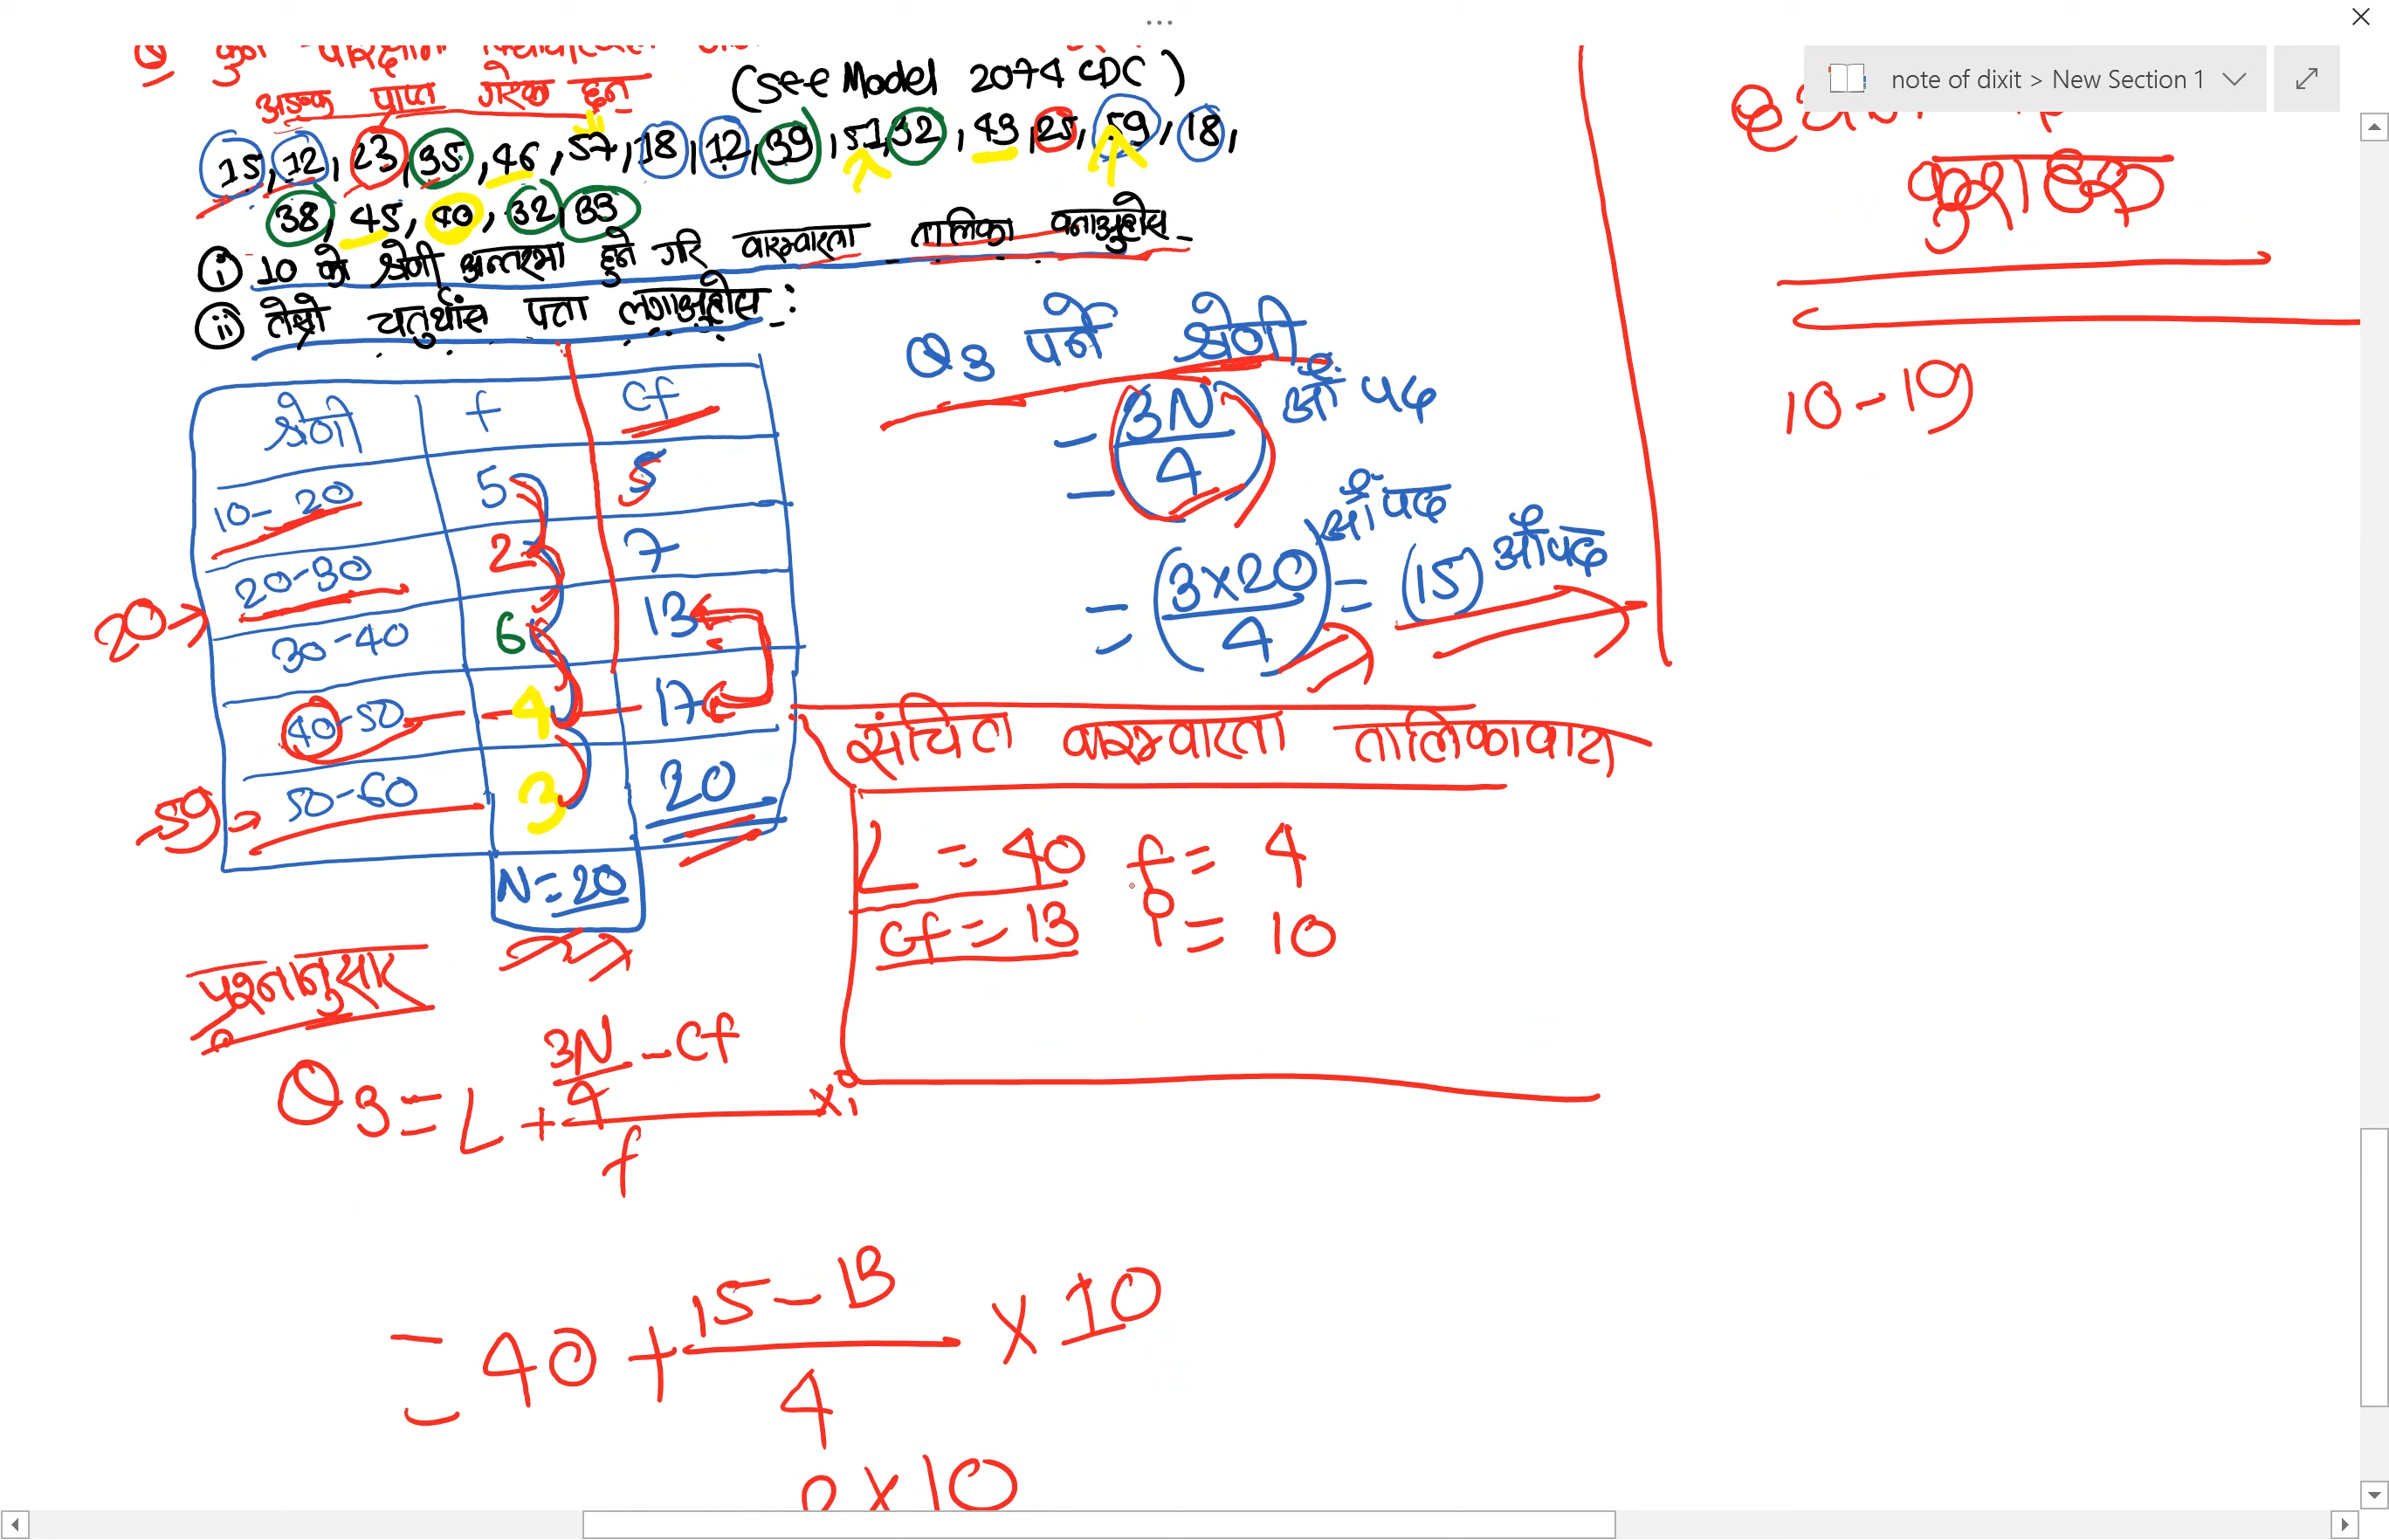 note of dixit > New Section 1
(see Model 2074 CDC)
अङ्क प्राप्त गरेका हुन्
15, 12, 23, 35, 46, 57, 18, 12, 39, 51, 32, 43, 25, 59, 18,
38, 45, 40, 32, 33
(i) 10 को श्रेणी अन्तरमा हुने गरि बारम्बारता तालिका बनाउनुहोस्
(ii) तेस्रो चतुर्थांश पत्ता लगाउनुहोस् :
श्रेणी f cf
10-20 5 5
20-30 2 7
30-40 6 13
40-50 4 17
50-60 3 20
N=20
20→
59→
Q3 पर्ने श्रेणी
= (3N/4) औं पद
= (3×20/4) औं पद = (15) औं पद
संचित बारम्बारता तालिकाबाट
L = 40 f = 4
cf = 13 i = 10
प्रश्नानुसार
Q3 = L + (3N/4 - cf)/f × i
= 40 + (15-13)/4 × 10
10-19